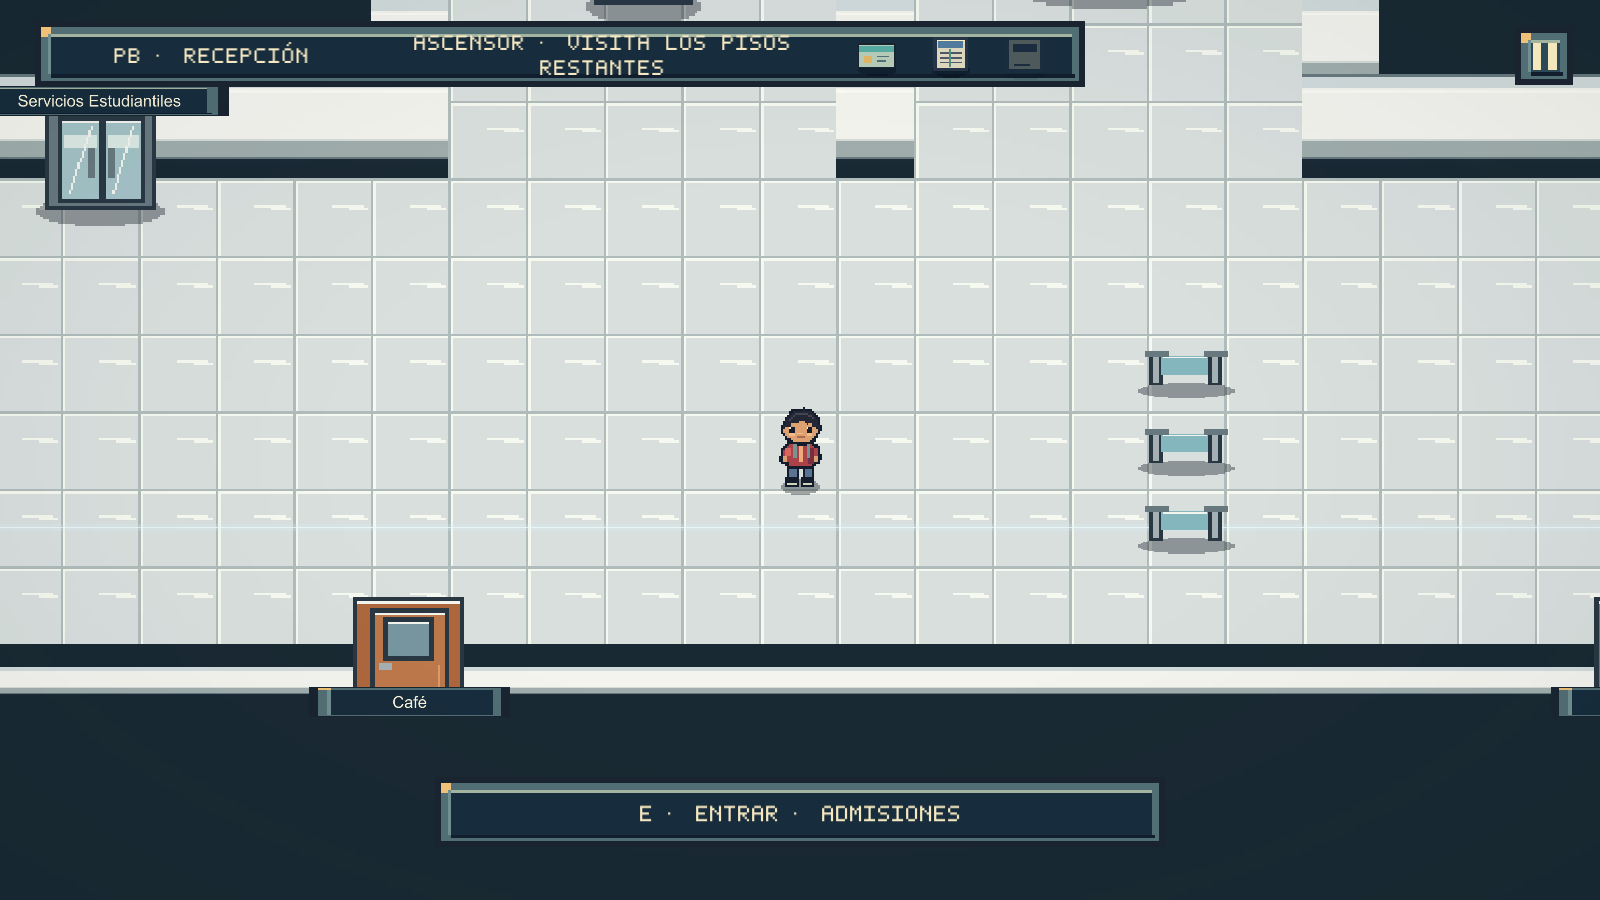 PB · RECEPCIÓN
ASCENSOR · VISITA LOS PISOS
RESTANTES
Servicios Estudiantiles
Café
E · ENTRAR · ADMISIONES